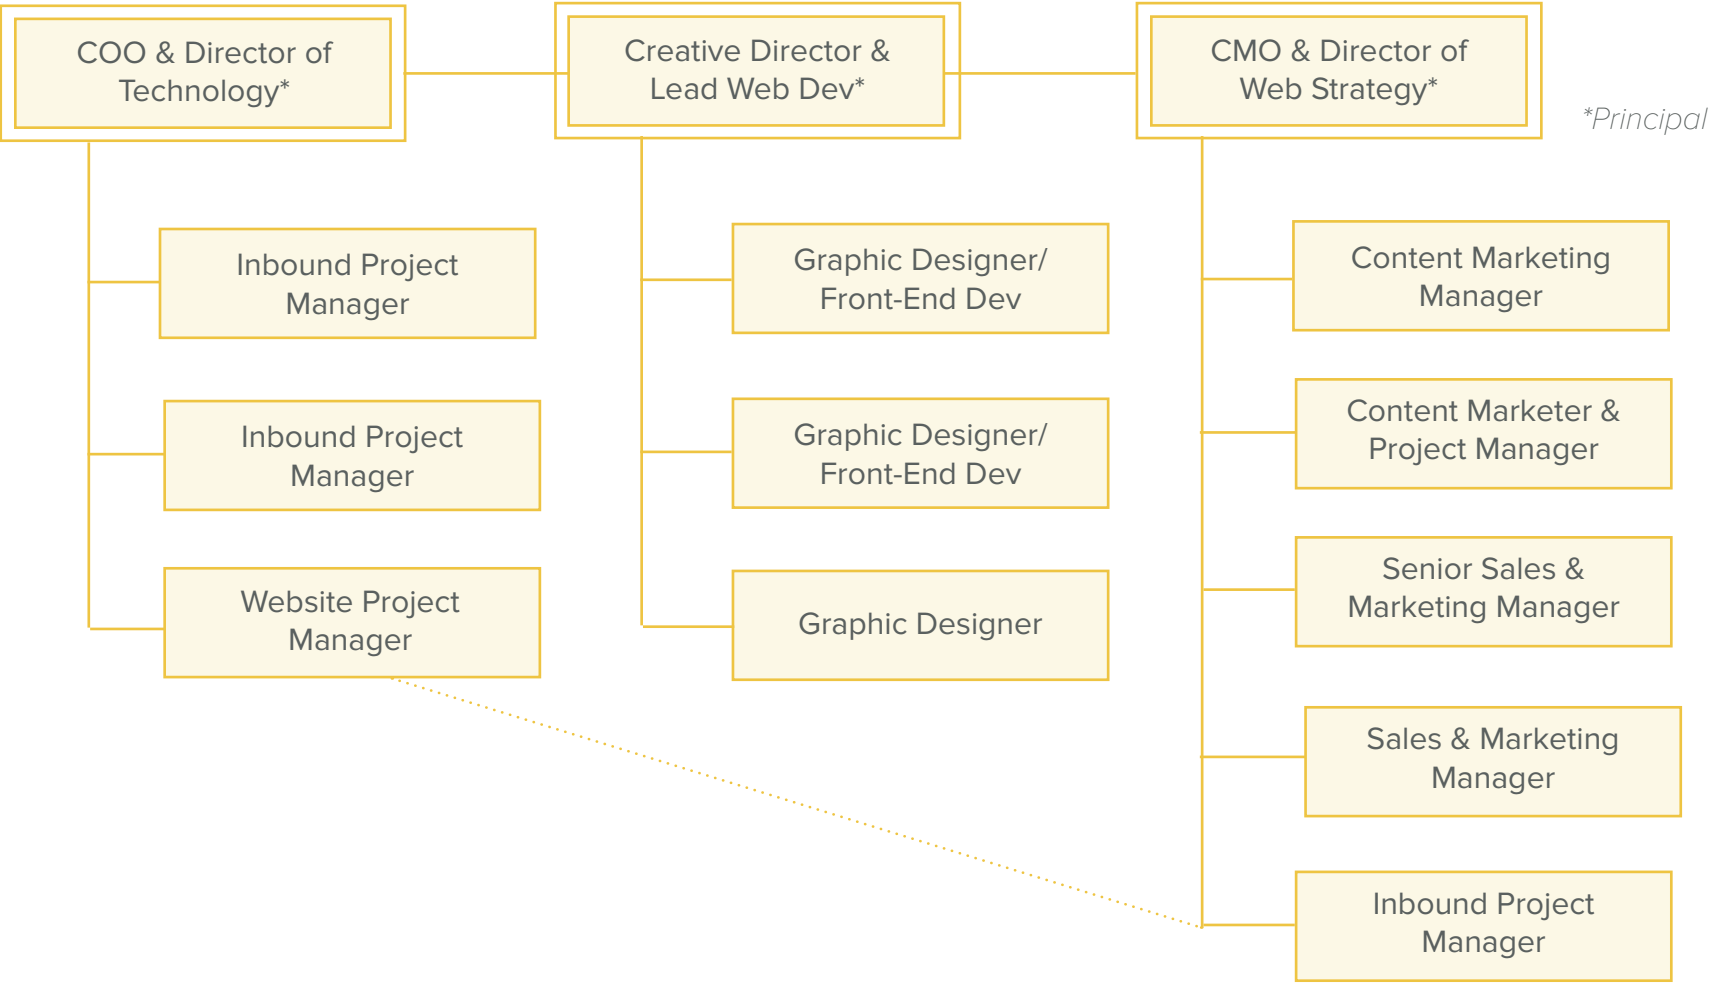 COO & Director of
Technology*
Creative Director &
Lead Web Dev*
CMO & Director of
Web Strategy*
*Principal
Inbound Project
Manager
Inbound Project
Manager
Website Project
Manager
Graphic Designer/
Front-End Dev
Graphic Designer/
Front-End Dev
Graphic Designer
Content Marketing
Manager
Content Marketer &
Project Manager
Senior Sales &
Marketing Manager
Sales & Marketing
Manager
Inbound Project
Manager